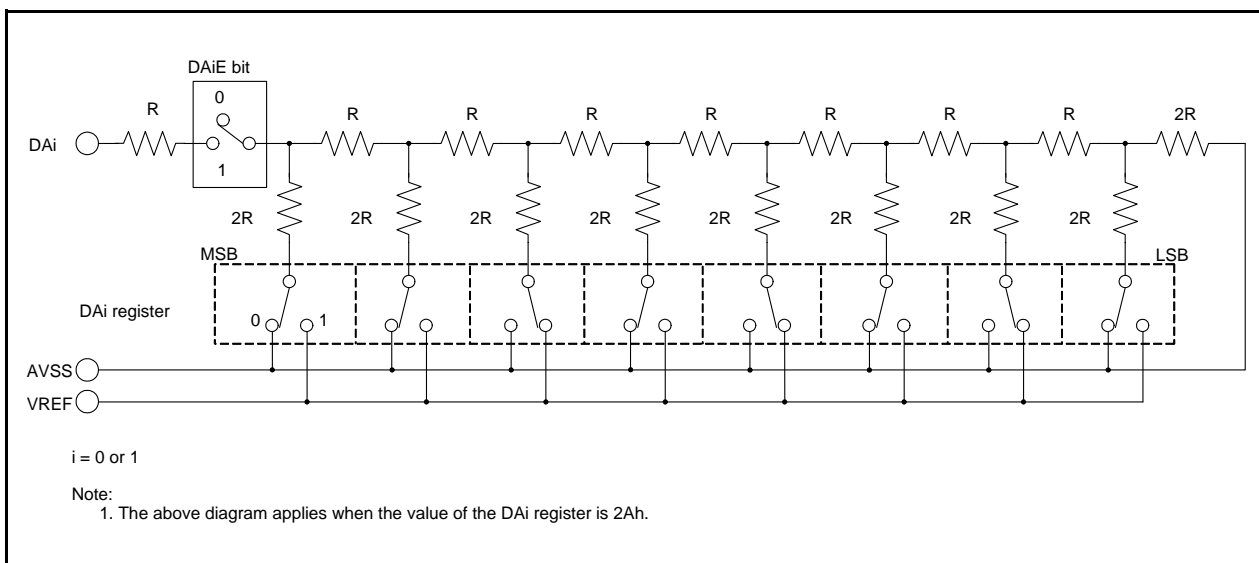 DAiE bit
0
R R R R R R R R 2R
DAi
1
2R 2R 2R 2R 2R 2R 2R 2R
MSB LSB
DAi register
0 1
AVSS
VREF
i = 0 or 1
Note:
1. The above diagram applies when the value of the DAi register is 2Ah.